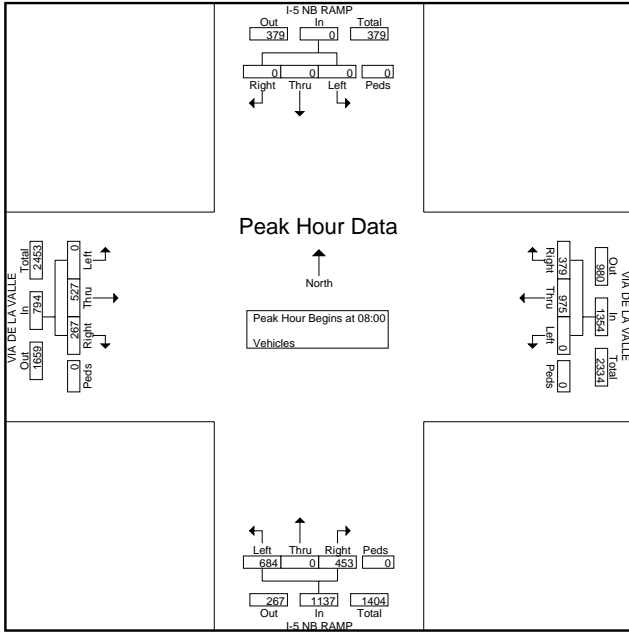 I-5 NB RAMP
Out In Total
379 0 379
0 0 0 0
Right Thru Left Peds
Peak Hour Data
North
Peak Hour Begins at 08:00
Vehicles
VIA DE LA VALLE
Total In Out
2453 794 1659
0 527 267 0
Left Thru Right Peds
VIA DE LA VALLE
Out In Total
980 1354 2334
379 975 0 0
Right Thru Left Peds
Left Thru Right Peds
684 0 453 0
267 1137 1404
Out In Total
I-5 NB RAMP